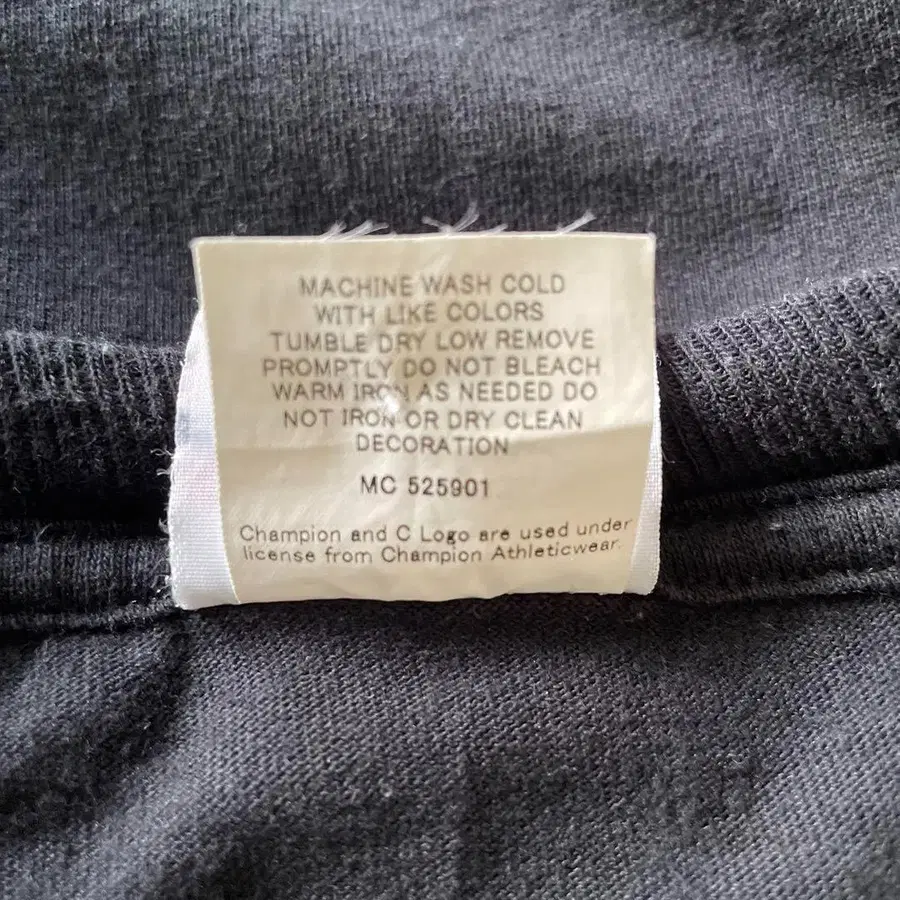 MACHINE WASH COLD
WITH LIKE COLORS
TUMBLE DRY LOW REMOVE
PROMPTLY DO NOT BLEACH
WARM IRON AS NEEDED DO
NOT IRON OR DRY CLEAN
DECORATION
MC 525901
Champion and C Logo are used under
license from Champion Athleticwear.